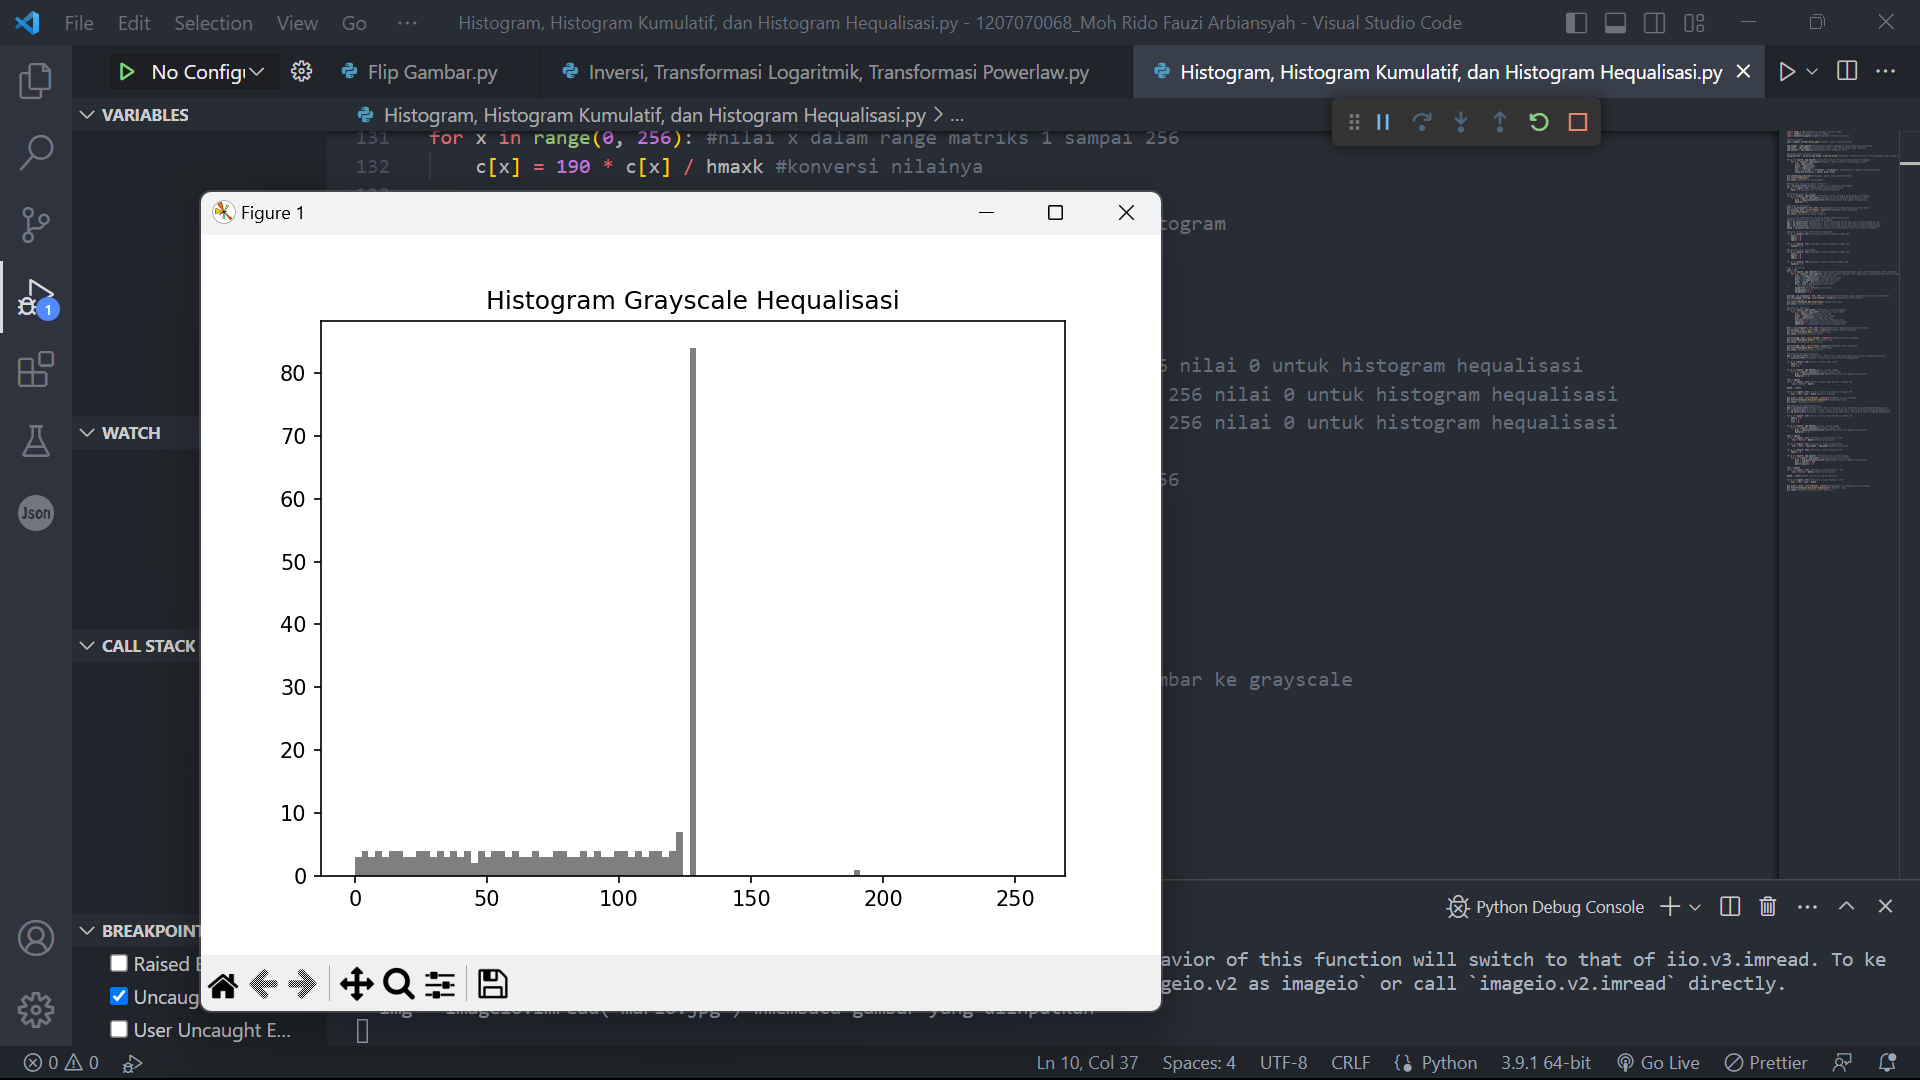 File Edit Selection View Go ··· Histogram, Histogram Kumulatif, dan Histogram Hequalisasi.py - 1207070068_Moh Rido Fauzi Arbiansyah - Visual Studio Code
Flip Gambar.py Inversi, Transformasi Logaritmik, Transformasi Powerlaw.py Histogram, Histogram Kumulatif, dan Histogram Hequalisasi.py
No Config
VARIABLES
Histogram, Histogram Kumulatif, dan Histogram Hequalisasi.py > ...
131 for x in range(0, 256): #nilai x dalam range matriks 1 sampai 256
132 c[x] = 190 * c[x] / hmaxk #konversi nilainya
togram
nilai 0 untuk histogram hequalisasi
256 nilai 0 untuk histogram hequalisasi
256 nilai 0 untuk histogram hequalisasi
56
mbar ke grayscale
Figure 1
Histogram Grayscale Hequalisasi
80
70
60
50
40
30
20
10
0
0 50 100 150 200 250
WATCH
CALL STACK
Json
1
BREAKPOINT
Raised E
Uncaug
User Uncaught E...
Python Debug Console
avior of this function will switch to that of iio.v3.imread. To ke
geio.v2 as imageio` or call `imageio.v2.imread` directly.
0 0
Ln 10, Col 37 Spaces: 4 UTF-8 CRLF Python 3.9.1 64-bit Go Live Prettier